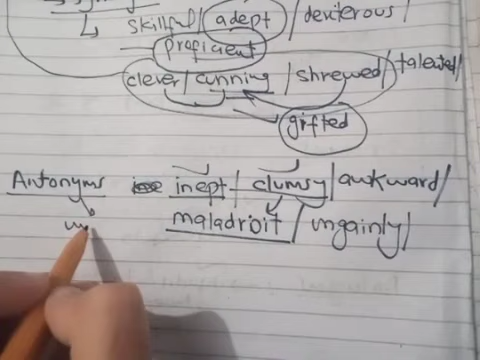 skillful / adept / dexterous /
proficient
clever / cunning / shrewed / talented /
gifted
Antonyms inept / clumsy / awkward /
maladroit / ungainly /